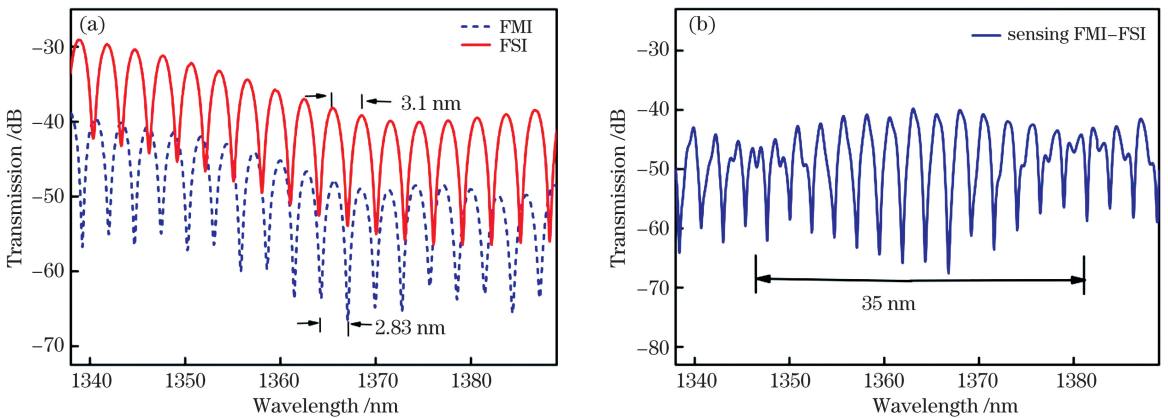 (a)
FMI
FSI
−30
−40
−50
−60
−70
Transmission /dB
3.1 nm
2.83 nm
1340
1350
1360
1370
1380
Wavelength /nm
(b)
sensing FMI−FSI
−30
−40
−50
−60
−70
−80
Transmission /dB
35 nm
1340
1350
1360
1370
1380
Wavelength /nm